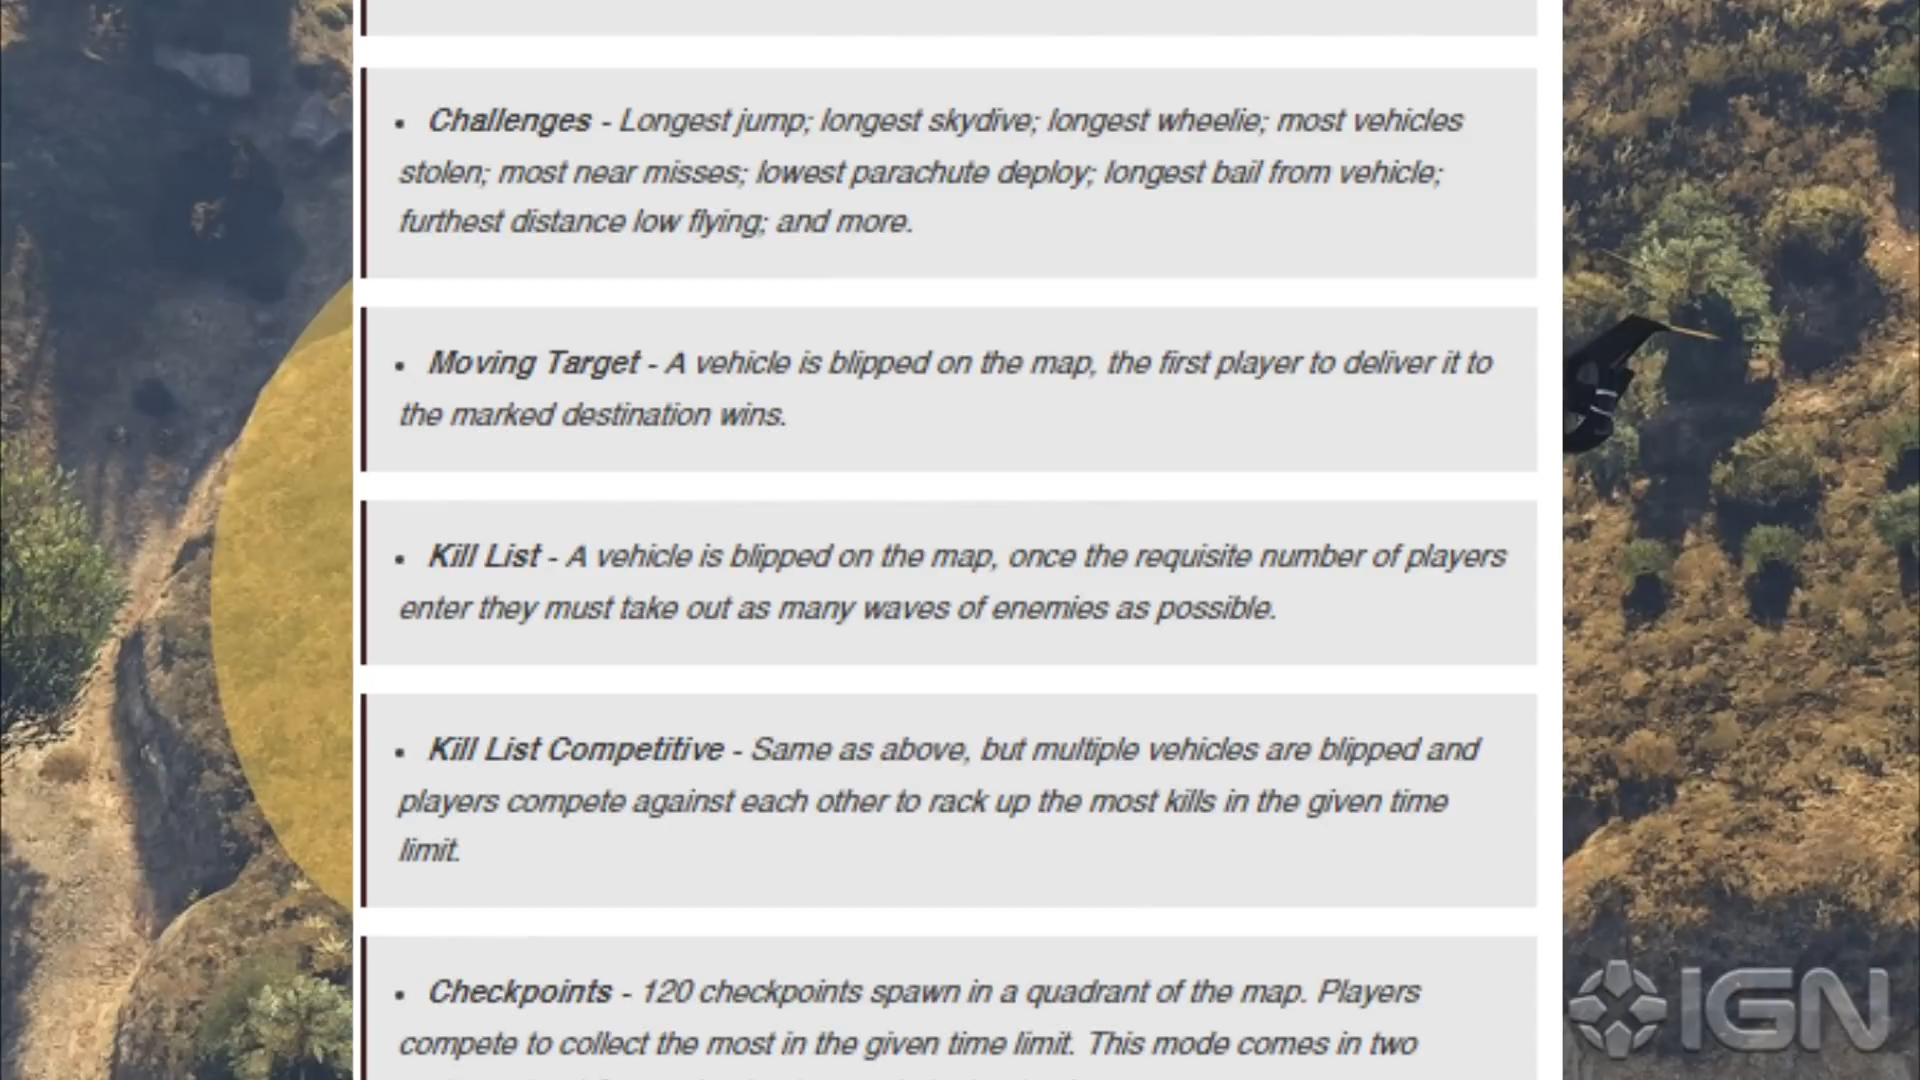 • Challenges - Longest jump; longest skydive; longest wheelie; most vehicles
stolen; most near misses; lowest parachute deploy; longest bail from vehicle;
furthest distance low flying; and more.
• Moving Target - A vehicle is blipped on the map, the first player to deliver it to
the marked destination wins.
• Kill List - A vehicle is blipped on the map, once the requisite number of players
enter they must take out as many waves of enemies as possible.
• Kill List Competitive - Same as above, but multiple vehicles are blipped and
players compete against each other to rack up the most kills in the given time
limit.
• Checkpoints - 120 checkpoints spawn in a quadrant of the map. Players
compete to collect the most in the given time limit. This mode comes in two
IGN